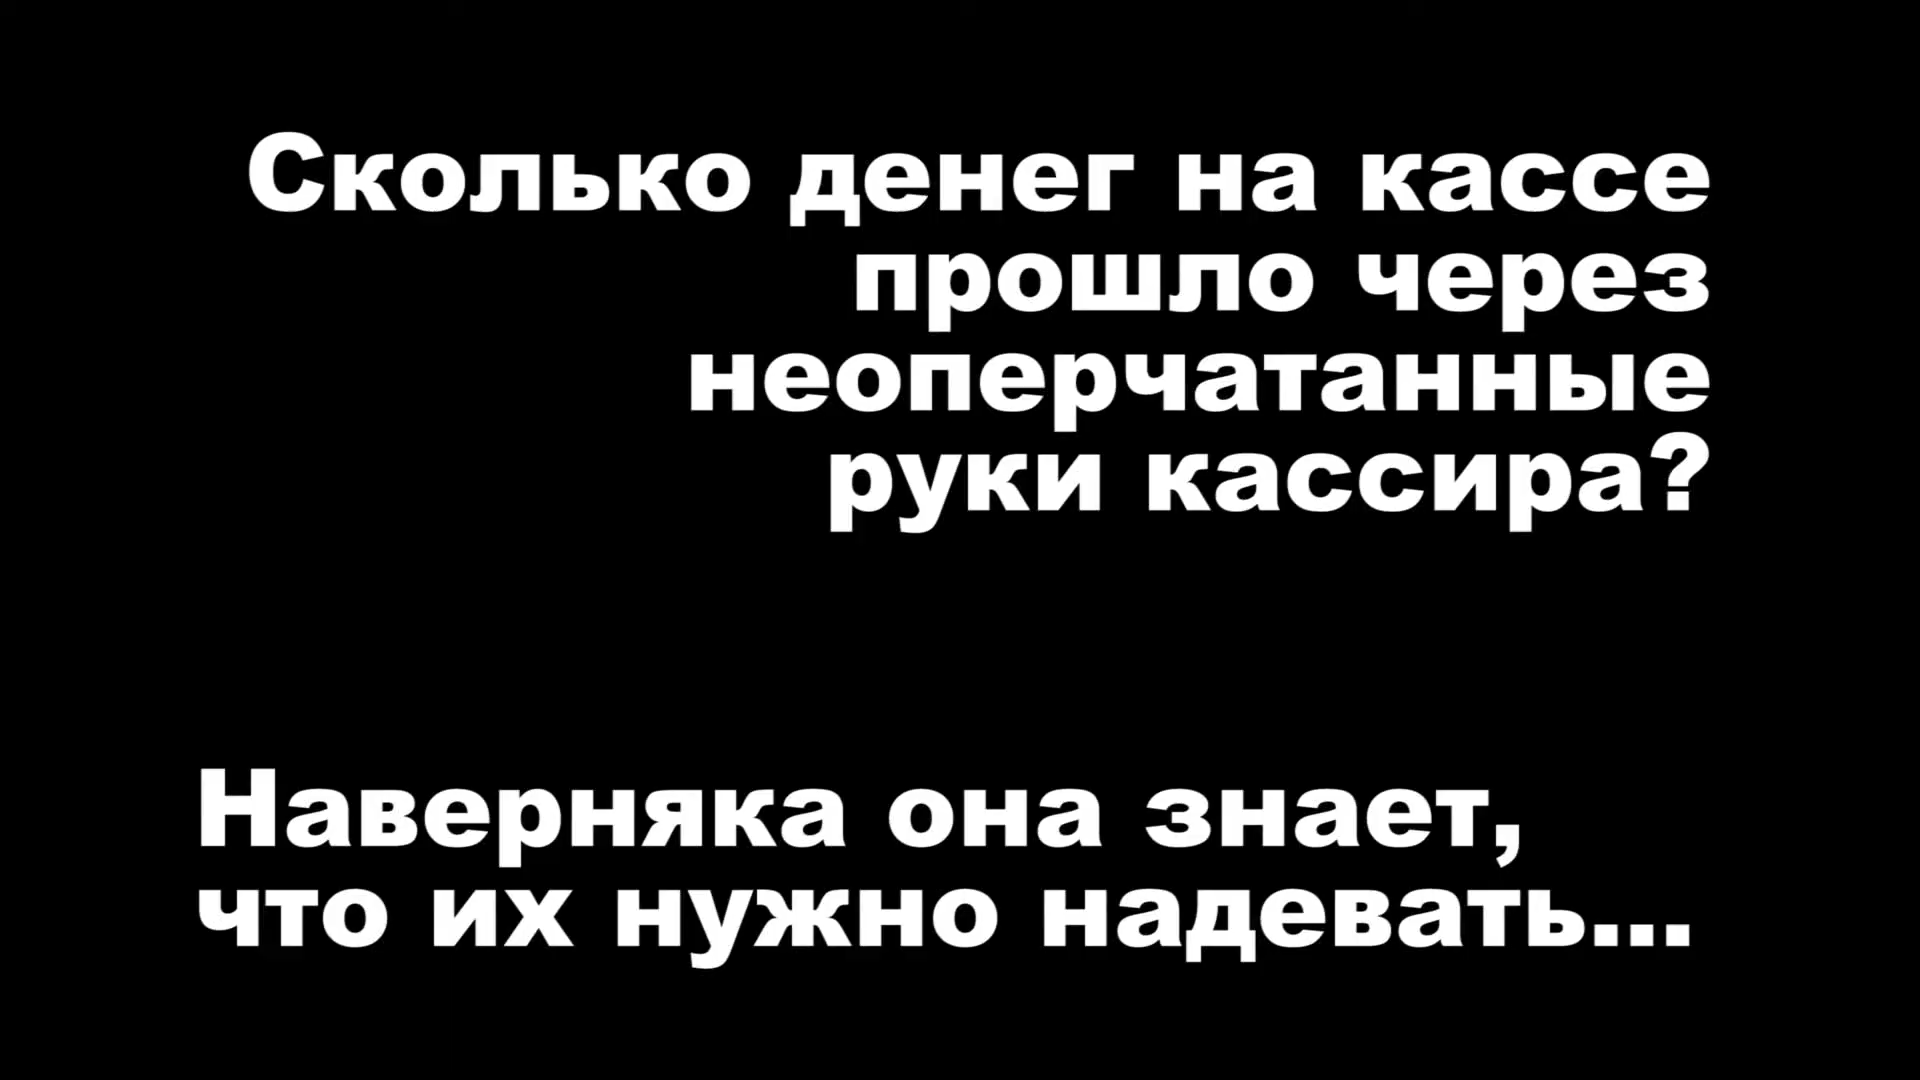 Сколько денег на кассе
прошло через
неоперчатанные
руки кассира?
Наверняка она знает,
что их нужно надевать...